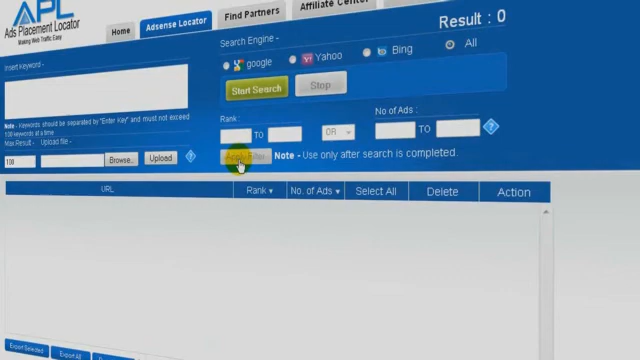 APL
Ads Placement Locator
Making Web Traffic Easy
Home
Adsense Locator
Find Partners
Affiliate Center
Result : 0
Insert Keyword -
Search Engine -
google
Yahoo
Bing
All
Start Search
Stop
Note - Keywords should be separated by "Enter Key" and must not exceed
100 keywords at a time
Max.Result - Upload file -
100
Browse..
Upload
Rank :
TO
OR
No of Ads :
TO
Apply Filter
Note - Use only after search is completed.
URL
Rank
No. of Ads
Select All
Delete
Action
Export Selected
Export All